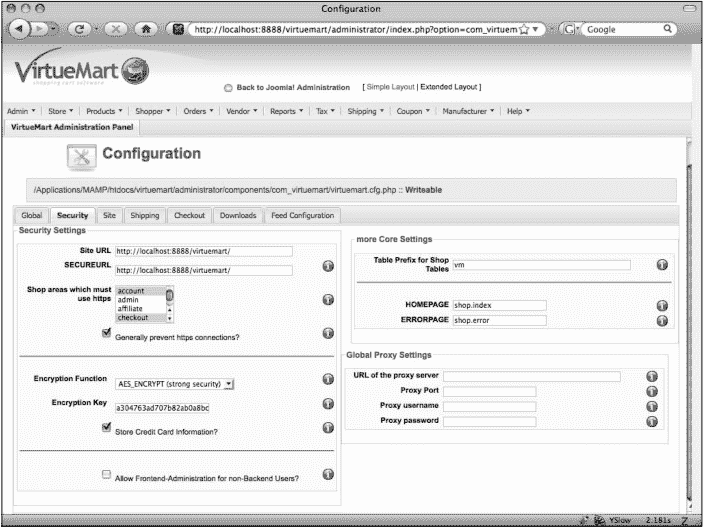 Configuration
http://localhost:8888/virtuemart/administrator/index.php?option=com_virtuem
Google
VirtueMart
shopping cart software
Back to Joomla! Administration [ Simple Layout | Extended Layout ]
Admin Store Products Shopper Orders Vendor Reports Tax Shipping Coupon Manufacturer Help
VirtueMart Administration Panel
Configuration
/Applications/MAMP/htdocs/virtuemart/administrator/components/com_virtuemart/virtuemart.cfg.php :: Writeable
Global Security Site Shipping Checkout Downloads Feed Configuration
Security Settings
Site URL http://localhost:8888/virtuemart/
SECUREURL http://localhost:8888/virtuemart/
Shop areas which must use https
account
admin
affiliate
checkout
Generally prevent https connections?
Encryption Function AES_ENCRYPT (strong security)
Encryption Key a304763ad707b82ab0a8bc
Store Credit Card Information?
Allow Frontend-Administration for non-Backend Users?
more Core Settings
Table Prefix for Shop Tables vm
HOMEPAGE shop.index
ERRORPAGE shop.error
Global Proxy Settings
URL of the proxy server
Proxy Port
Proxy username
Proxy password
YSlow 2.181s